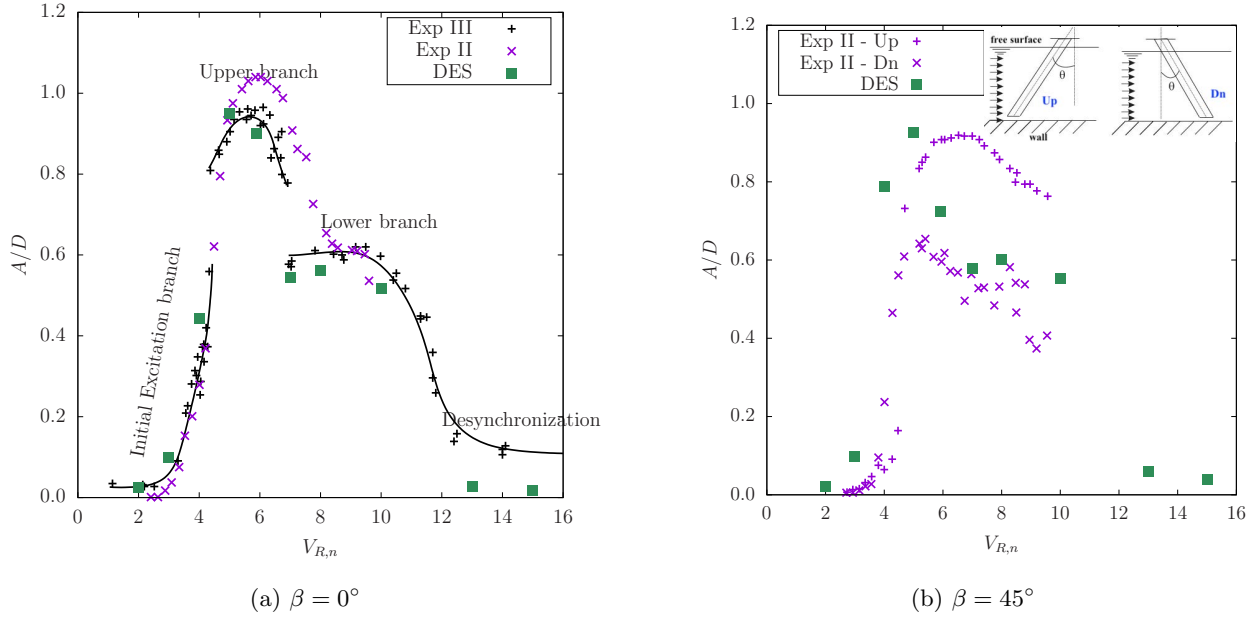 1.2
1.0
0.8
0.6
0.4
0.2
0.0
A/D
0 2 4 6 8 10 12 14 16
V_{R,n}
Exp III
Exp II
DES
Upper branch
Lower branch
Initial Excitation branch
Desynchronization
(a) β = 0°
1.2
1.0
0.8
0.6
0.4
0.2
0.0
A/D
0 2 4 6 8 10 12 14 16
V_{R,n}
Exp II - Up
Exp II - Dn
DES
free surface
θ
Up
wall
θ
Dn
(b) β = 45°